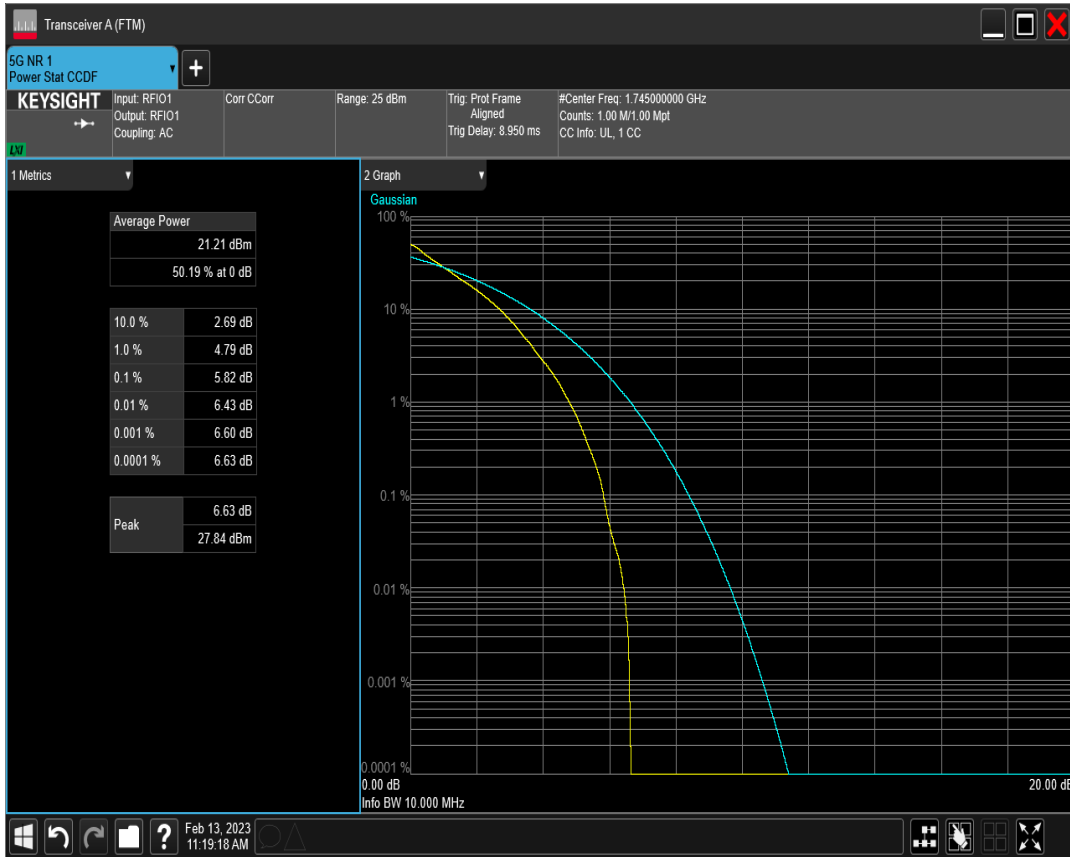 Transceiver A (FTM)
5G NR 1
Power Stat CCDF
+
KEYSIGHT
LXI
Input: RFIO1
Output: RFIO1
Coupling: AC
Corr CCorr
Range: 25 dBm
Trig: Prot Frame
Aligned
Trig Delay: 8.950 ms
#Center Freq: 1.745000000 GHz
Counts: 1.00 M/1.00 Mpt
CC Info: UL, 1 CC
1 Metrics
Average Power
21.21 dBm
50.19 % at 0 dB
10.0 % 2.69 dB
1.0 % 4.79 dB
0.1 % 5.82 dB
0.01 % 6.43 dB
0.001 % 6.60 dB
0.0001 % 6.63 dB
Peak 6.63 dB
27.84 dBm
2 Graph
Gaussian
100 %
10 %
1 %
0.1 %
0.01 %
0.001 %
0.0001 %
0.00 dB 20.00 dB
Info BW 10.000 MHz
?
Feb 13, 2023
11:19:18 AM